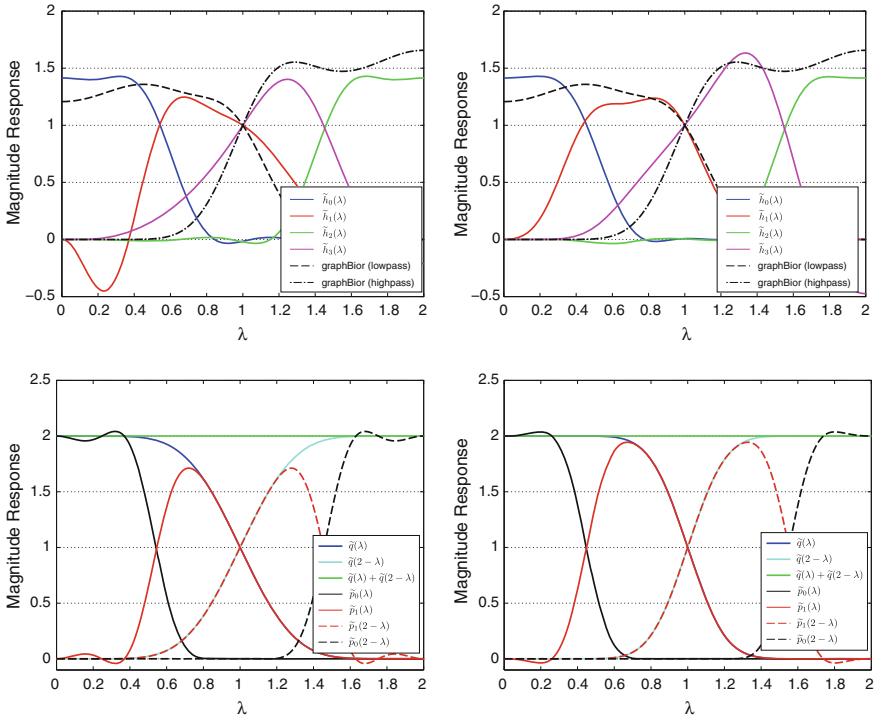 2
1.5
1
0.5
0
−0.5
0 0.2 0.4 0.6 0.8 1 1.2 1.4 1.6 1.8 2
Magnitude Response
λ
h̃₀(λ)
h̃₁(λ)
h̃₂(λ)
h̃₃(λ)
graphBior (lowpass)
graphBior (highpass)
2
1.5
1
0.5
0
−0.5
0 0.2 0.4 0.6 0.8 1 1.2 1.4 1.6 1.8 2
Magnitude Response
λ
h̃₀(λ)
h̃₁(λ)
h̃₂(λ)
h̃₃(λ)
graphBior (lowpass)
graphBior (highpass)
2.5
2
1.5
1
0.5
0
0 0.2 0.4 0.6 0.8 1 1.2 1.4 1.6 1.8 2
Magnitude Response
λ
q̃(λ)
q̃(2 − λ)
q̃(λ) + q̃(2 − λ)
p̃₀(λ)
p̃₁(λ)
p̃₁(2 − λ)
p̃₀(2 − λ)
2.5
2
1.5
1
0.5
0
0 0.2 0.4 0.6 0.8 1 1.2 1.4 1.6 1.8 2
Magnitude Response
λ
q̃(λ)
q̃(2 − λ)
q̃(λ) + q̃(2 − λ)
p̃₀(λ)
p̃₁(λ)
p̃₁(2 − λ)
p̃₀(2 − λ)